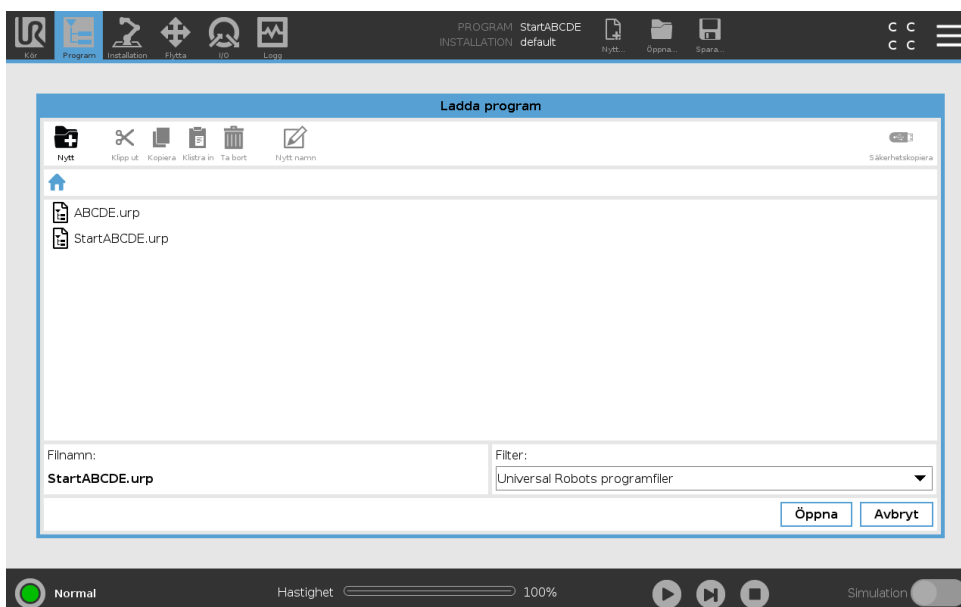 UR
PROGRAM StartABCDE
INSTALLATION default
C C
C C
Kör Program Installation Flytta I/O Logg Nytt... Öppna... Spara...
Ladda program
Nytt Klipp ut Kopiera Klistra in Ta bort Nytt namn Säkerhetskopiera
ABCDE.urp
StartABCDE.urp
Filnamn:
StartABCDE.urp
Filter:
Universal Robots programfiler
Öppna Avbryt
Normal Hastighet 100% Simulation